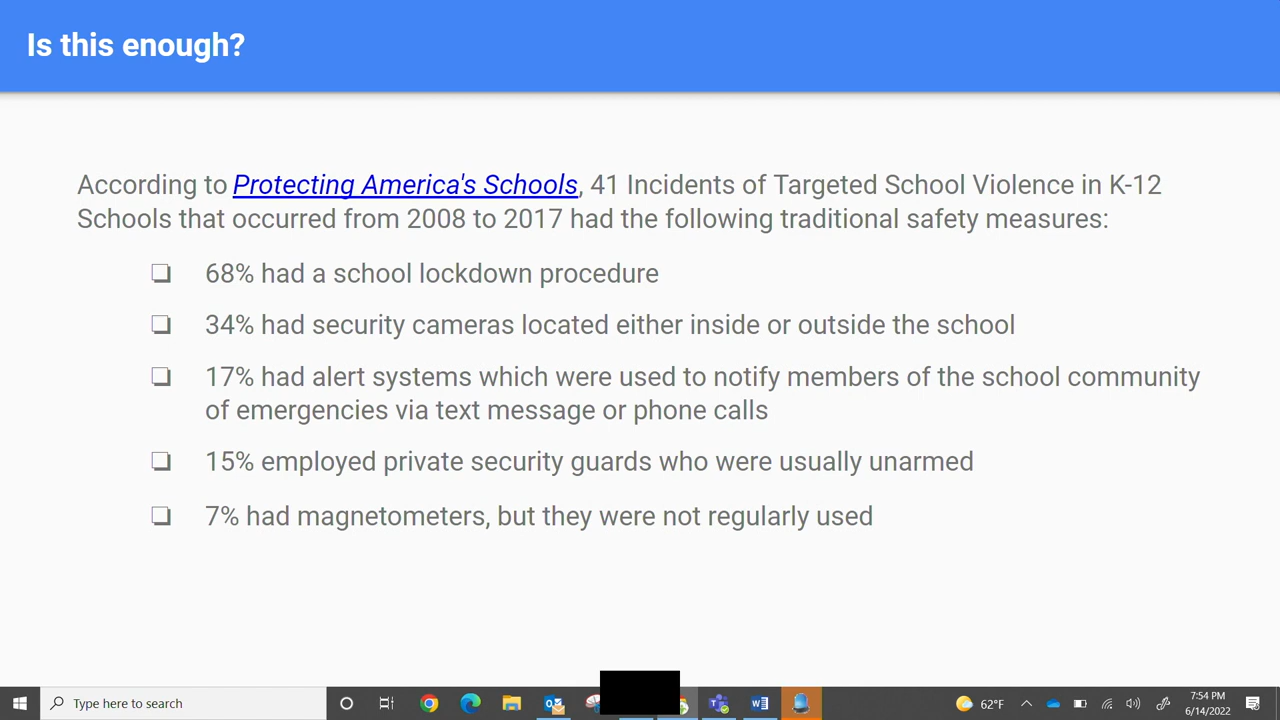 Is this enough?
According to Protecting America's Schools, 41 Incidents of Targeted School Violence in K-12
Schools that occurred from 2008 to 2017 had the following traditional safety measures:
68% had a school lockdown procedure
34% had security cameras located either inside or outside the school
17% had alert systems which were used to notify members of the school community
of emergencies via text message or phone calls
15% employed private security guards who were usually unarmed
7% had magnetometers, but they were not regularly used
Type here to search
62°F
7:54 PM
6/14/2022